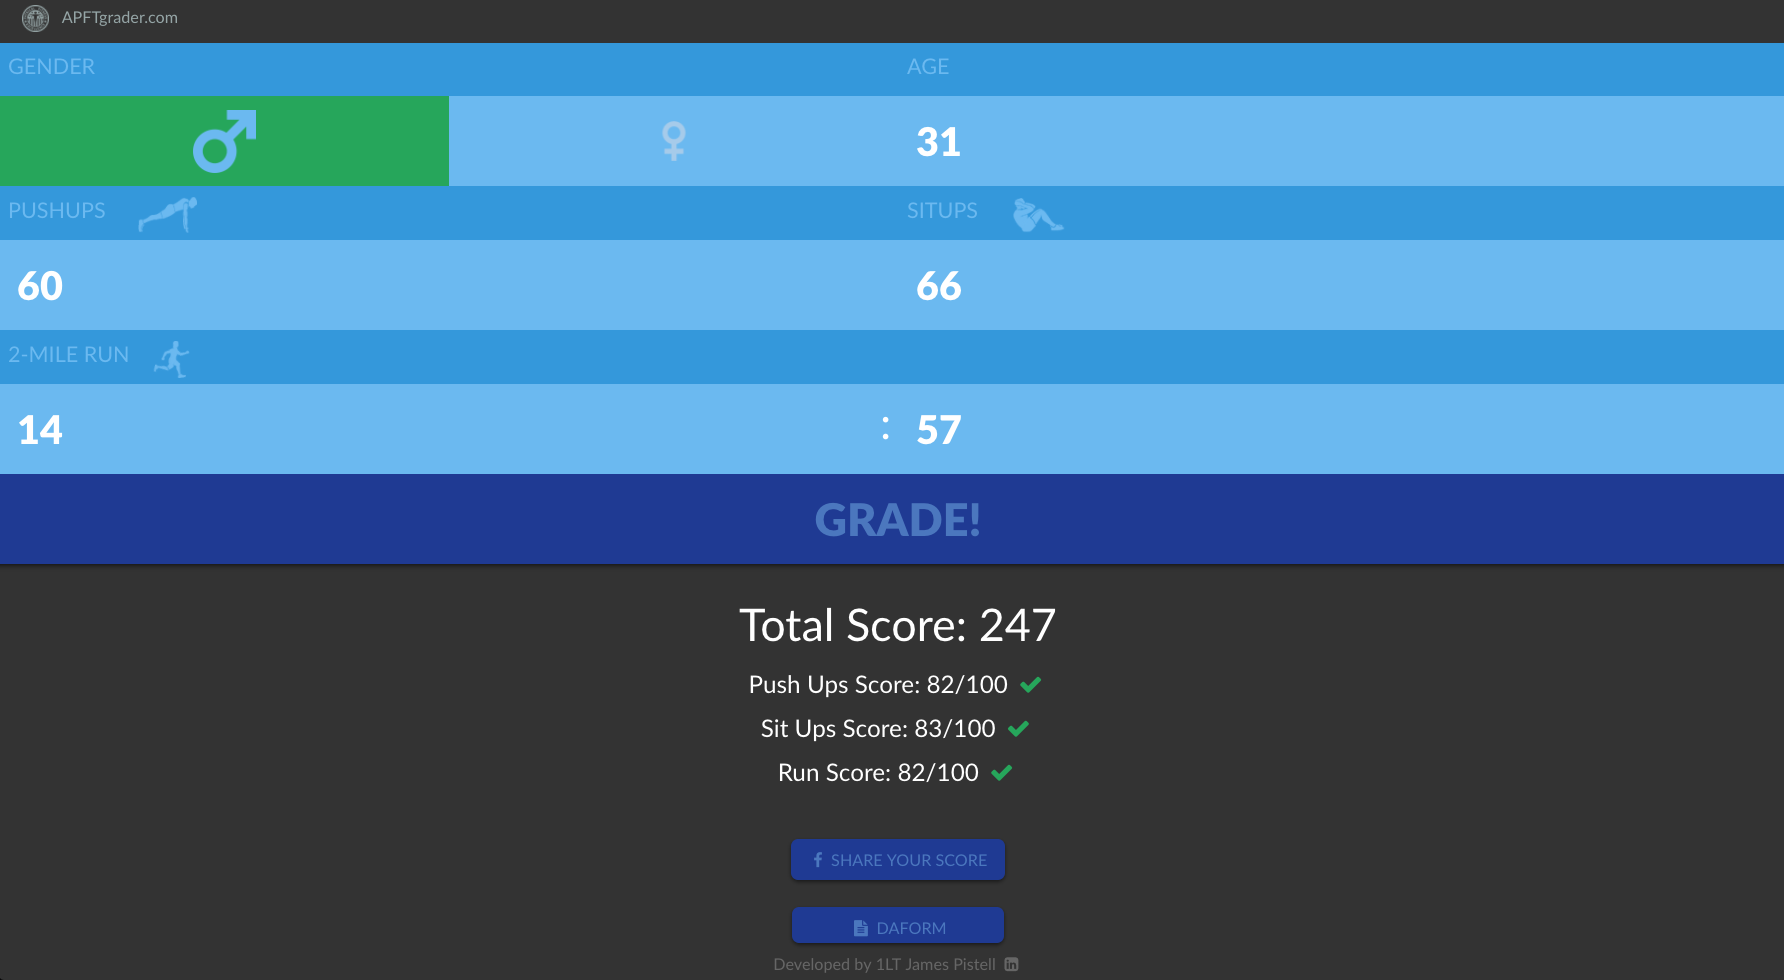 APFTgrader.com
GENDER
AGE
31
PUSHUPS
SITUPS
60
66
2-MILE RUN
14 : 57
GRADE!
Total Score: 247
Push Ups Score: 82/100
Sit Ups Score: 83/100
Run Score: 82/100
SHARE YOUR SCORE
DAFORM
Developed by 1LT James Pistell